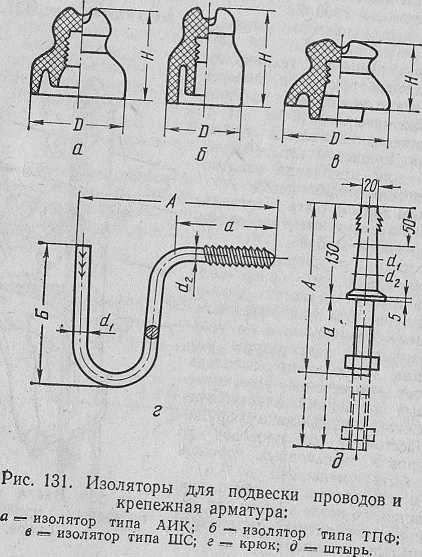 H
H
H
D
D
D
а
б
в
А
а
20
50
130
d₁
d₂
А
5
а
d₂
Б
d₁
г
д
Рис. 131. Изоляторы для подвески проводов и
крепежная арматура:
а — изолятор типа АИК; б — изолятор типа ТПФ;
в — изолятор типа ШС; г — крюк; д — штырь.